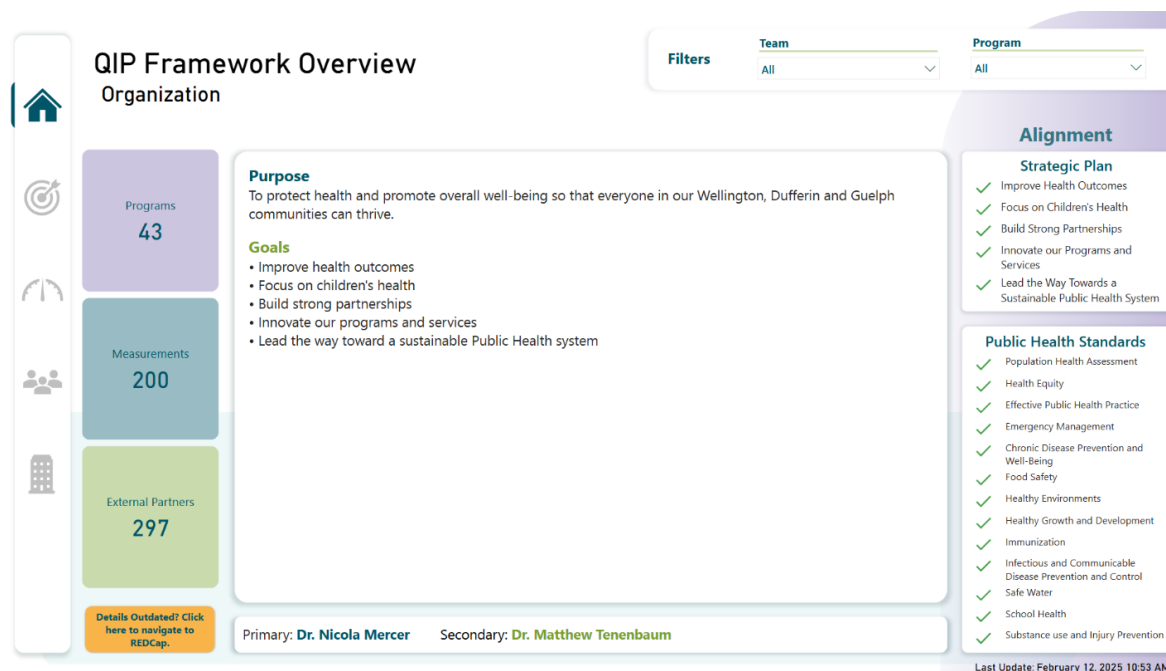 QIP Framework Overview
Organization
Filters
Team
All
Program
All
Programs
43
Measurements
200
External Partners
297
Details Outdated? Click
here to navigate to
REDCap.
Purpose
To protect health and promote overall well-being so that everyone in our Wellington, Dufferin and Guelph
communities can thrive.
Goals
• Improve health outcomes
• Focus on children's health
• Build strong partnerships
• Innovate our programs and services
• Lead the way toward a sustainable Public Health system
Primary: Dr. Nicola Mercer Secondary: Dr. Matthew Tenenbaum
Alignment
Strategic Plan
Improve Health Outcomes
Focus on Children's Health
Build Strong Partnerships
Innovate our Programs and
Services
Lead the Way Towards a
Sustainable Public Health System
Public Health Standards
Population Health Assessment
Health Equity
Effective Public Health Practice
Emergency Management
Chronic Disease Prevention and
Well-Being
Food Safety
Healthy Environments
Healthy Growth and Development
Immunization
Infectious and Communicable
Disease Prevention and Control
Safe Water
School Health
Substance use and Injury Prevention
Last Update: February 12, 2025 10:53 AM